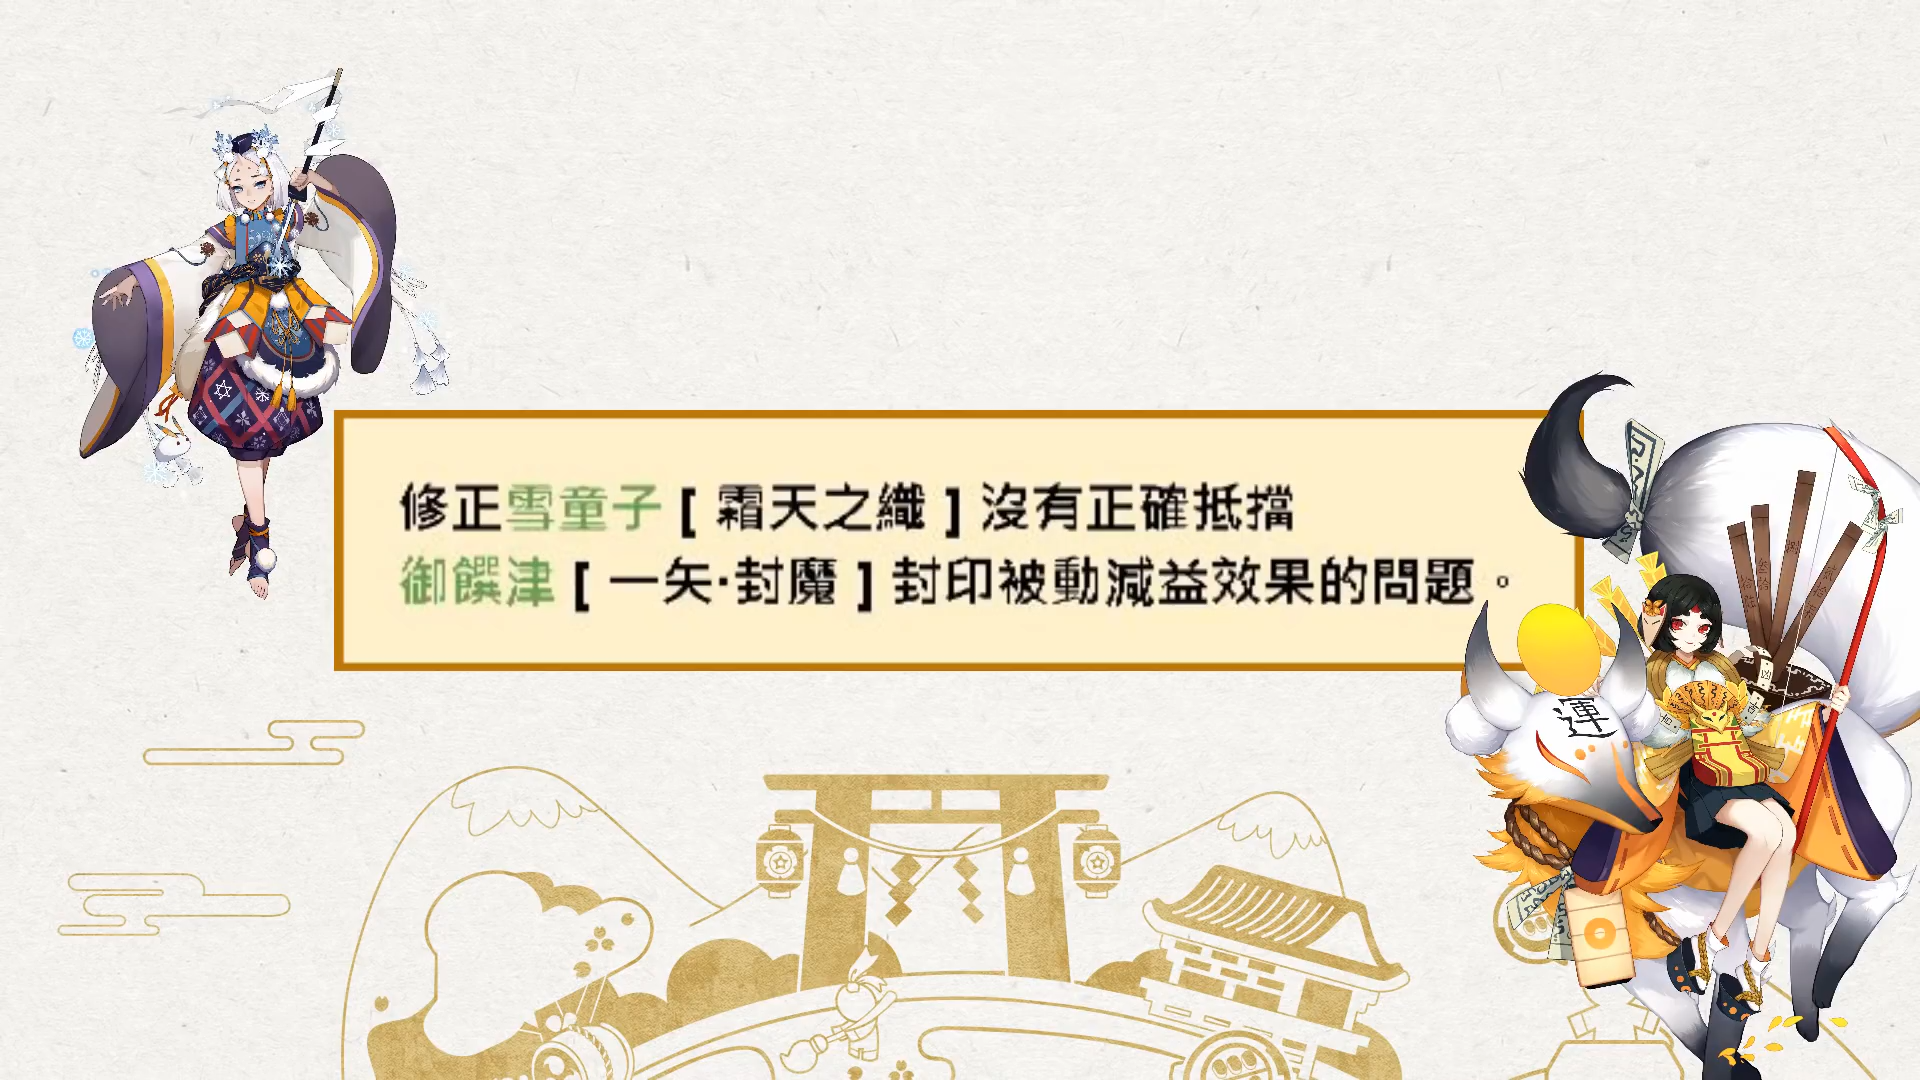 修正雪童子 [ 霜天之織 ] 沒有正確抵擋
御饌津 [ 一矢·封魔 ] 封印被動減益效果的問題。
運